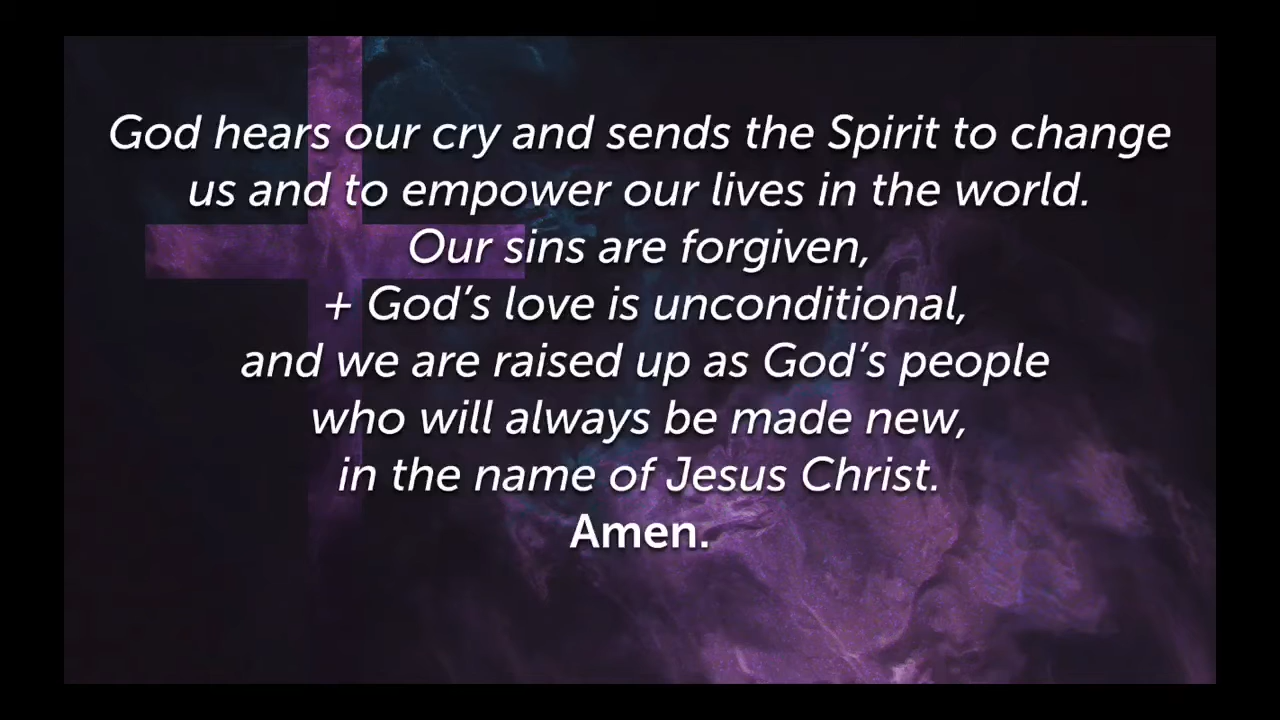 God hears our cry and sends the Spirit to change
us and to empower our lives in the world.
Our sins are forgiven,
+ God’s love is unconditional,
and we are raised up as God’s people
who will always be made new,
in the name of Jesus Christ.
Amen.